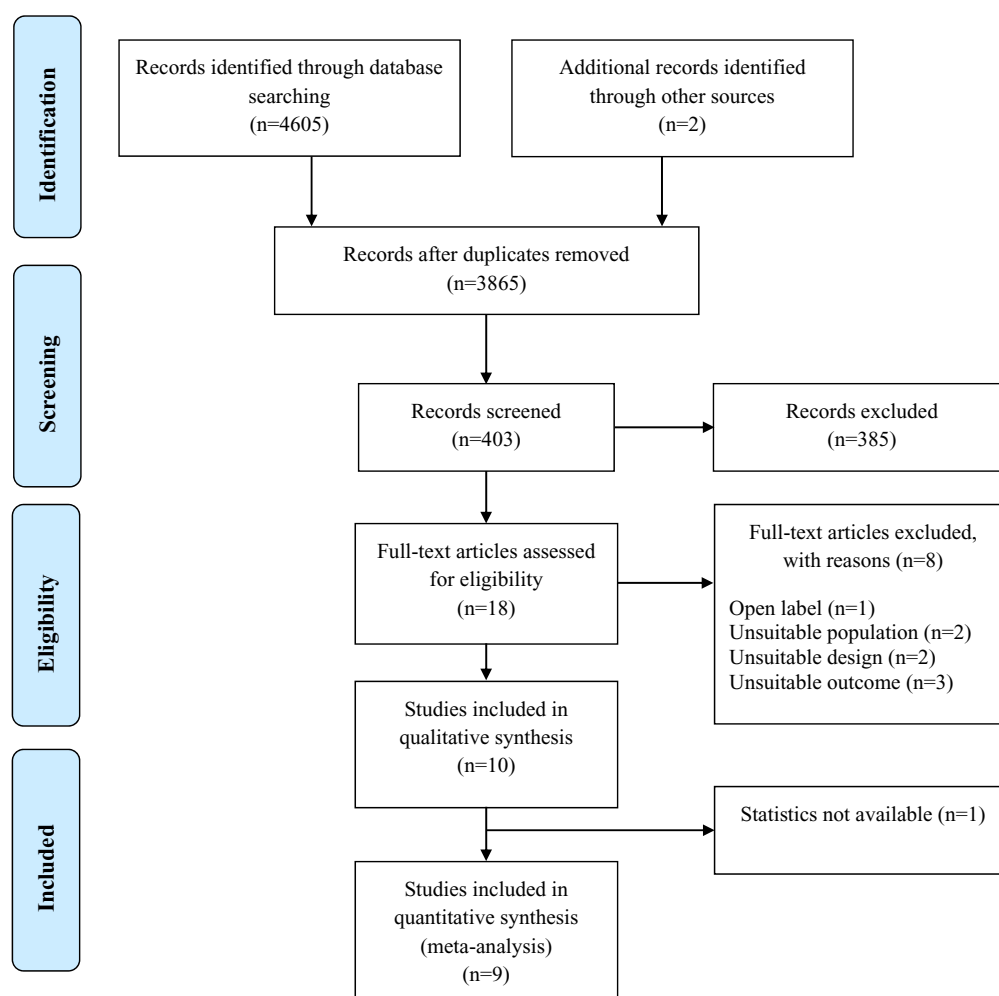 Identification
Records identified through database
searching
(n=4605)
Additional records identified
through other sources
(n=2)
Records after duplicates removed
(n=3865)
Screening
Records screened
(n=403)
Records excluded
(n=385)
Eligibility
Full-text articles assessed
for eligibility
(n=18)
Full-text articles excluded,
with reasons (n=8)
Open label (n=1)
Unsuitable population (n=2)
Unsuitable design (n=2)
Unsuitable outcome (n=3)
Studies included in
qualitative synthesis
(n=10)
Included
Statistics not available (n=1)
Studies included in
quantitative synthesis
(meta-analysis)
(n=9)